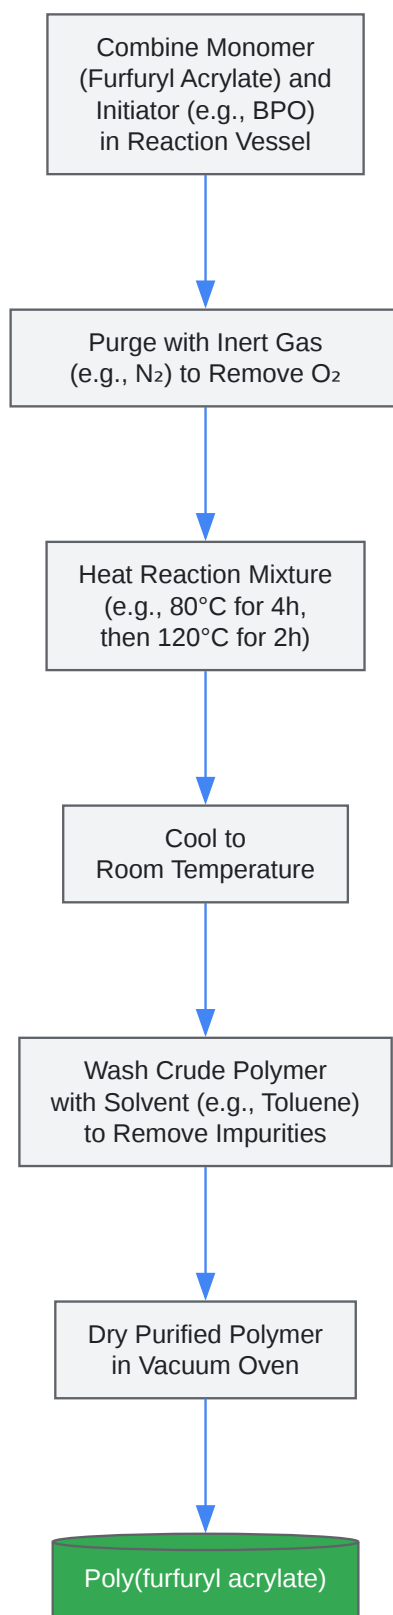 Combine Monomer
(Furfuryl Acrylate) and
Initiator (e.g., BPO)
in Reaction Vessel
Purge with Inert Gas
(e.g., N₂) to Remove O₂
Heat Reaction Mixture
(e.g., 80°C for 4h,
then 120°C for 2h)
Cool to
Room Temperature
Wash Crude Polymer
with Solvent (e.g., Toluene)
to Remove Impurities
Dry Purified Polymer
in Vacuum Oven
Poly(furfuryl acrylate)